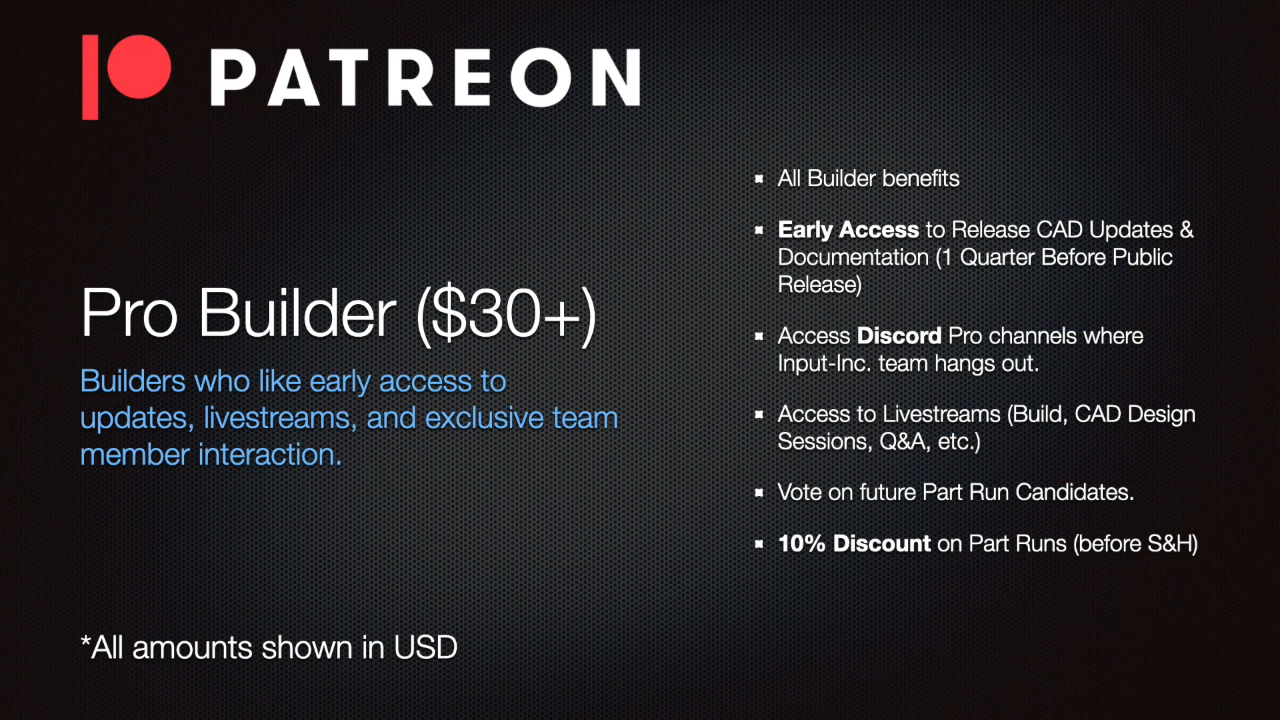 PATREON
Pro Builder ($30+)
Builders who like early access to
updates, livestreams, and exclusive team
member interaction.
All Builder benefits
Early Access to Release CAD Updates &
Documentation (1 Quarter Before Public
Release)
Access Discord Pro channels where
Input-Inc. team hangs out.
Access to Livestreams (Build, CAD Design
Sessions, Q&A, etc.)
Vote on future Part Run Candidates.
10% Discount on Part Runs (before S&H)
*All amounts shown in USD